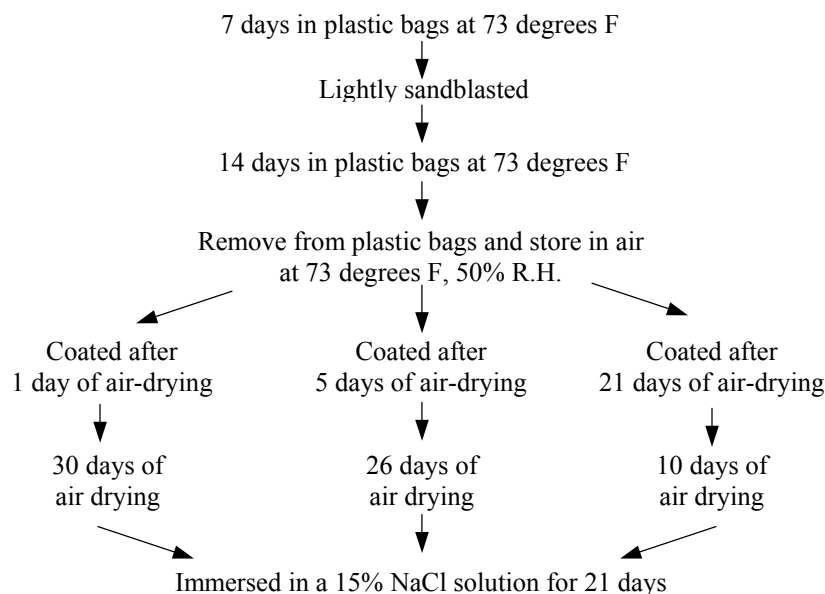 7 days in plastic bags at 73 degrees F
Lightly sandblasted
14 days in plastic bags at 73 degrees F
Remove from plastic bags and store in air
at 73 degrees F, 50% R.H.
Coated after
1 day of air-drying
Coated after
5 days of air-drying
Coated after
21 days of air-drying
30 days of
air drying
26 days of
air drying
10 days of
air drying
Immersed in a 15% NaCl solution for 21 days